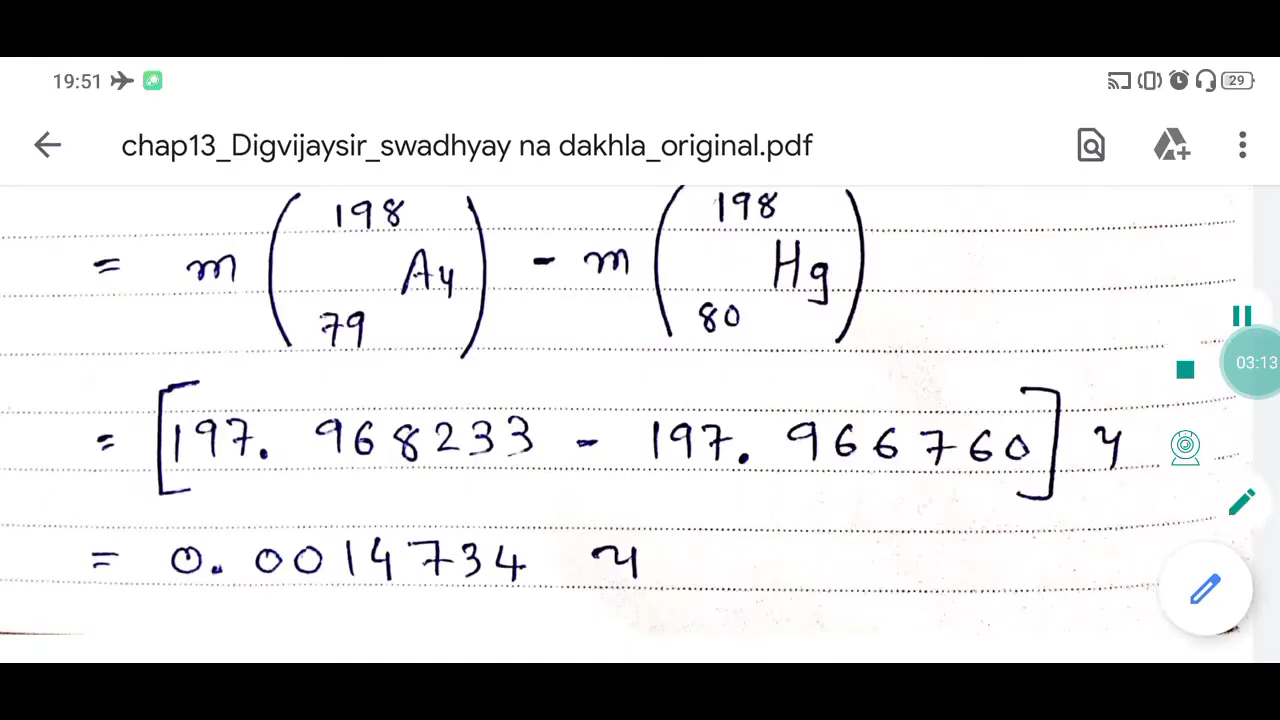 19:51 29
chap13_Digvijaysir_swadhyay na dakhla_original.pdf
= m ( 198 79 Au ) - m ( 198 80 Hg )
03:13
= [197.968233 - 197.966760] u
= 0.0014734 u